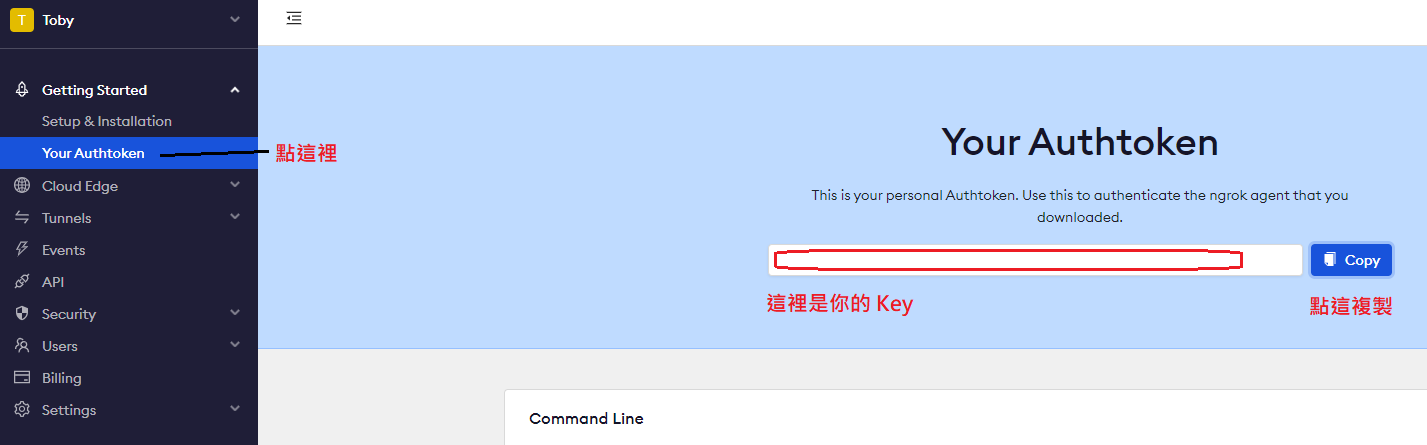 T Toby
Getting Started
Setup & Installation
Your Authtoken
點這裡
Cloud Edge
Tunnels
Events
API
Security
Users
Billing
Settings
Your Authtoken
This is your personal Authtoken. Use this to authenticate the ngrok agent that you
downloaded.
Copy
這裡是你的 Key
點這複製
Command Line